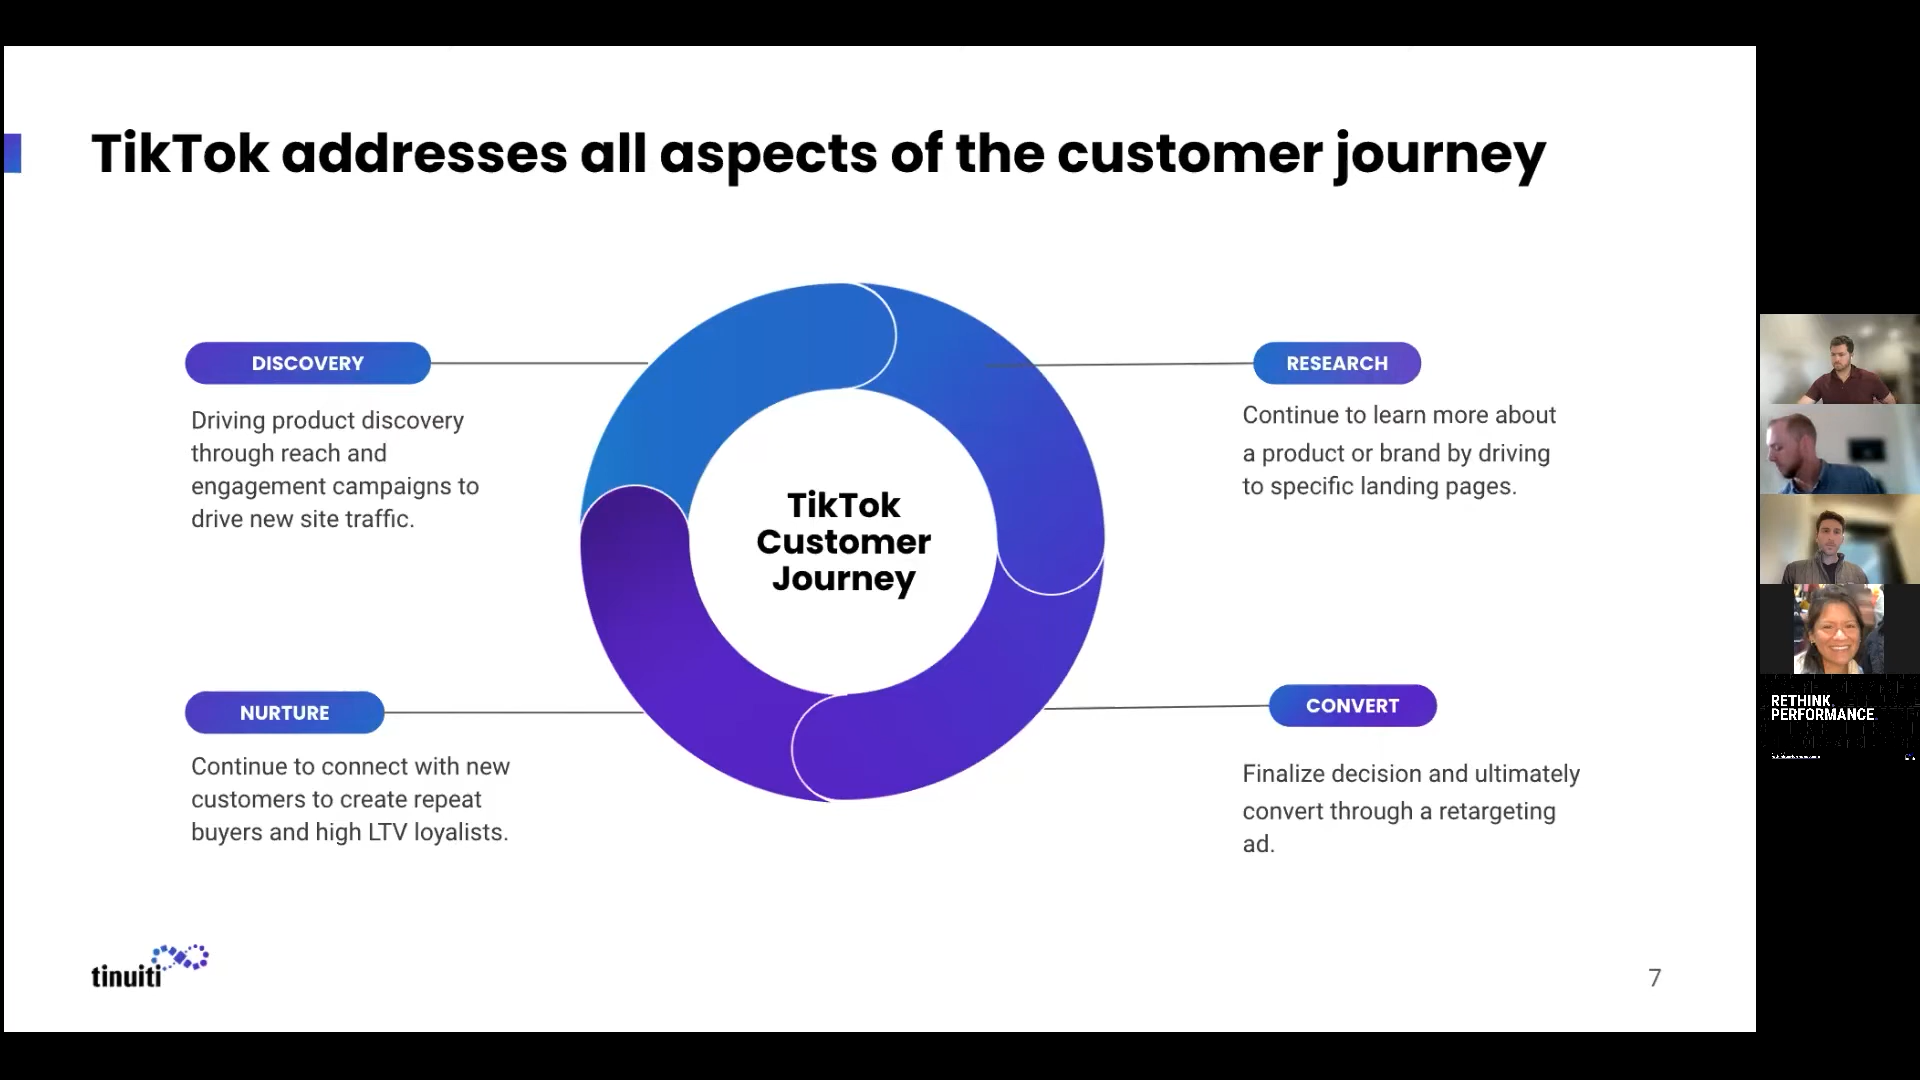 TikTok addresses all aspects of the customer journey
DISCOVERY
Driving product discovery
through reach and
engagement campaigns to
drive new site traffic.
RESEARCH
Continue to learn more about
a product or brand by driving
to specific landing pages.
TikTok
Customer
Journey
NURTURE
Continue to connect with new
customers to create repeat
buyers and high LTV loyalists.
CONVERT
Finalize decision and ultimately
convert through a retargeting
ad.
tinuiti
7
RETHINK
PERFORMANCE